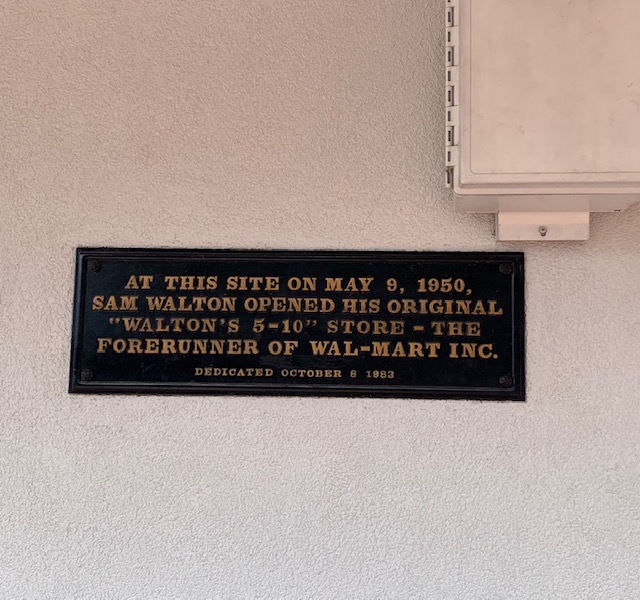 AT THIS SITE ON MAY 9, 1950,
SAM WALTON OPENED HIS ORIGINAL
"WALTON'S 5-10" STORE - THE
FORERUNNER OF WAL-MART INC.
DEDICATED OCTOBER 8 1983